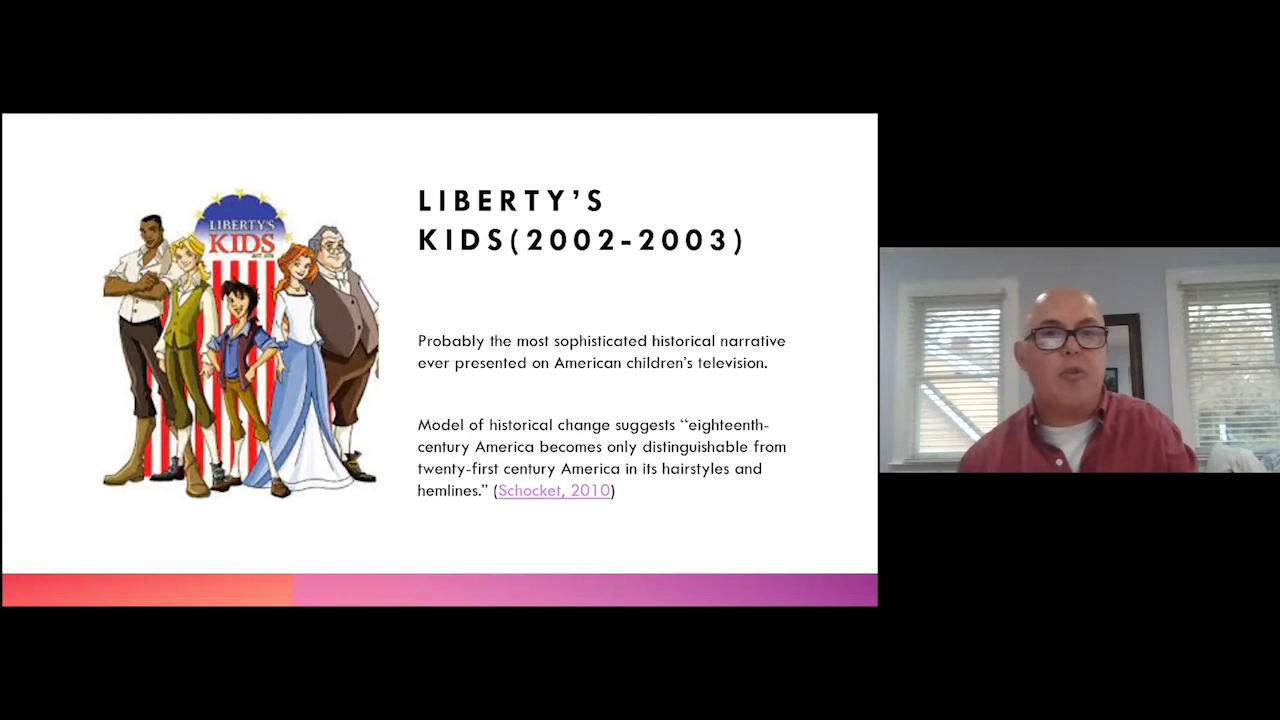 LIBERTY'S
KIDS
LIBERTY'S
KIDS(2002-2003)
Probably the most sophisticated historical narrative
ever presented on American children's television.
Model of historical change suggests “eighteenth-
century America becomes only distinguishable from
twenty-first century America in its hairstyles and
hemlines.” (Schocket, 2010)